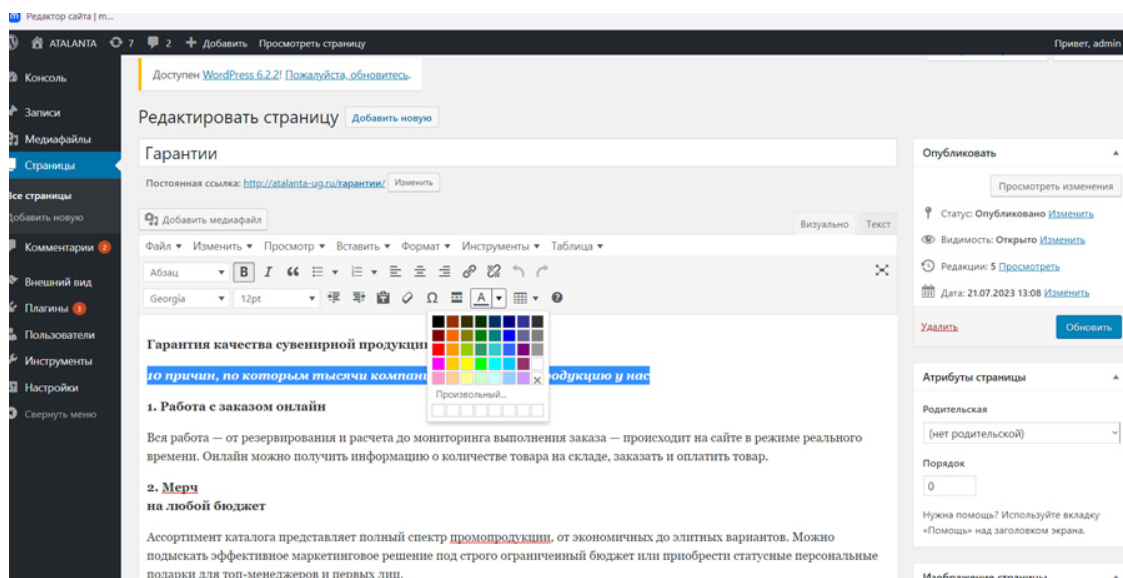 Редактор сайта | m...
ATALANTA 7 2 Добавить Просмотреть страницу Привет, admin
Консоль
Записи
Медиафайлы
Страницы
Все страницы
Добавить новую
Комментарии 2
Внешний вид
Плагины 3
Пользователи
Инструменты
Настройки
Свернуть меню
Доступен WordPress 6.2.2! Пожалуйста, обновитесь.
Редактировать страницу Добавить новую
Гарантии
Постоянная ссылка: http://atalanta-ug.ru/гарантии/ Изменить
Добавить медиафайл Визуально Текст
Файл Изменить Просмотр Вставить Формат Инструменты Таблица
Абзац B I
Georgia 12pt Ω A
Произвольный...
Гарантия качества сувенирной
10 причин, по которым тысячи у нас
1. Работа с заказом онлайн
Вся работа — от резервирования и расчета до мониторинга выполнения заказа — происходит на сайте в режиме реального
времени. Онлайн можно получить информацию о количестве товара на складе, заказать и оплатить товар.
2. Мерч
на любой бюджет
Ассортимент каталога представляет полный спектр промопродукции, от экономичных до элитных вариантов. Можно
подыскать эффективное маркетинговое решение под строго ограниченный бюджет или приобрести статусные персональные
подарки для топ-менеджеров и первых лиц.
Опубликовать
Просмотреть изменения
Статус: Опубликовано Изменить
Видимость: Открыто Изменить
Редакции: 5 Просмотреть
Дата: 21.07.2023 13:08 Изменить
Удалить Обновить
Атрибуты страницы
Родительская
(нет родительской)
Порядок
0
Нужна помощь? Используйте вкладку
«Помощь» над заголовком экрана.
Изображение страницы